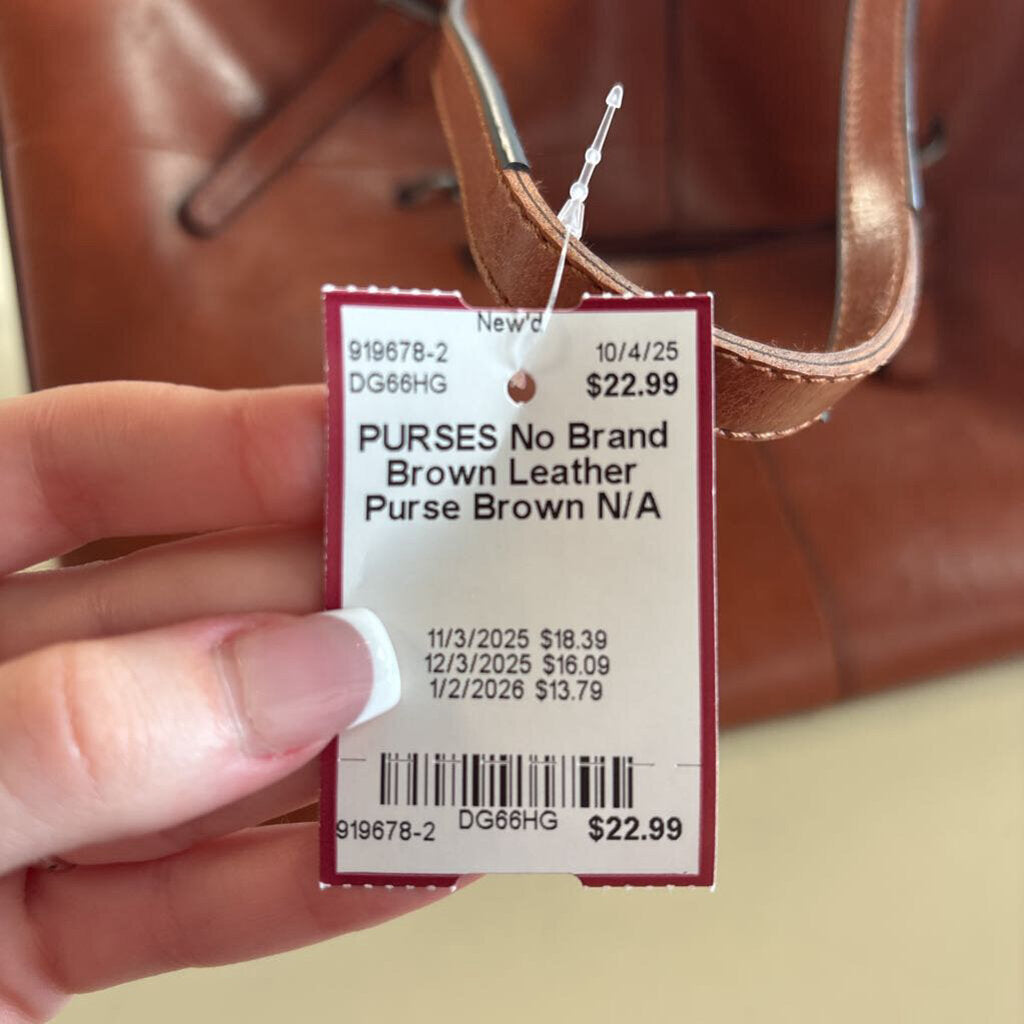 New'd
919678-2 10/4/25
DG66HG $22.99
PURSES No Brand
Brown Leather
Purse Brown N/A
11/3/2025 $18.39
12/3/2025 $16.09
1/2/2026 $13.79
919678-2 DG66HG $22.99